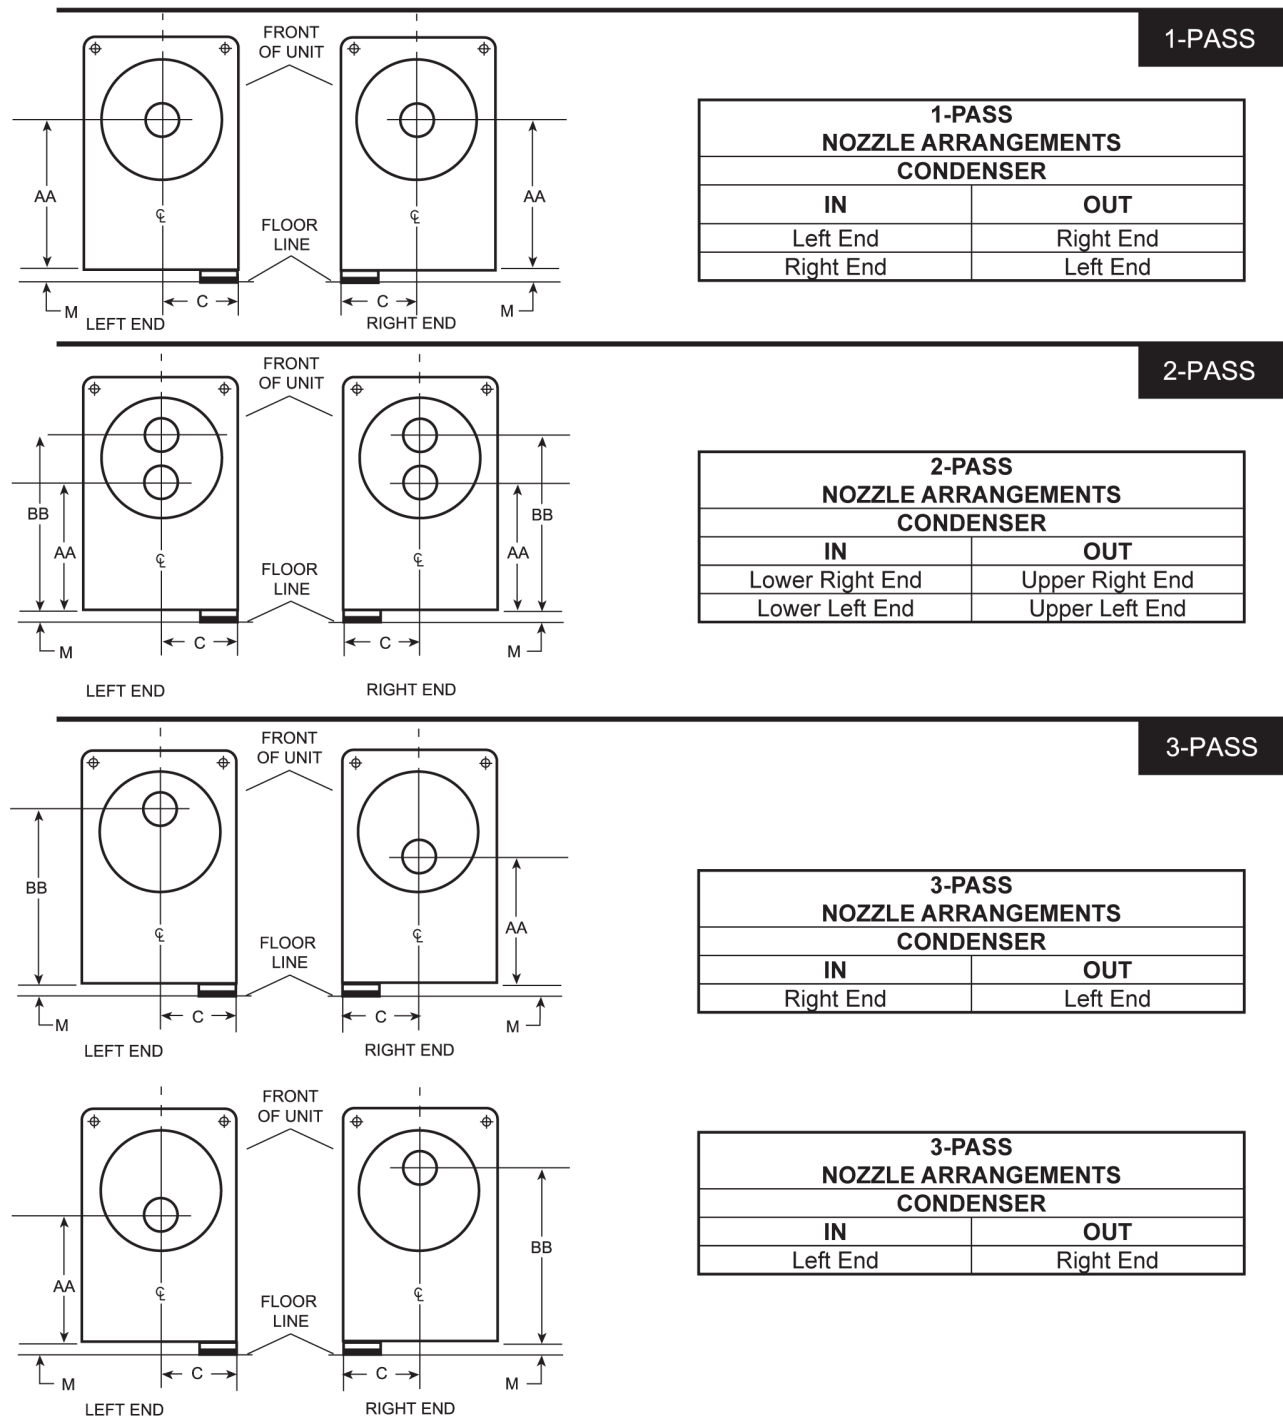 1-PASS
FRONT
OF UNIT
AA
AA
℄
℄
FLOOR
LINE
M
C
C
M
LEFT END
RIGHT END
1-PASS
NOZZLE ARRANGEMENTS
CONDENSER
IN OUT
Left End Right End
Right End Left End
2-PASS
FRONT
OF UNIT
BB
BB
AA
AA
℄
℄
FLOOR
LINE
M
C
C
M
LEFT END
RIGHT END
2-PASS
NOZZLE ARRANGEMENTS
CONDENSER
IN OUT
Lower Right End Upper Right End
Lower Left End Upper Left End
3-PASS
FRONT
OF UNIT
BB
AA
℄
℄
FLOOR
LINE
M
C
C
M
LEFT END
RIGHT END
3-PASS
NOZZLE ARRANGEMENTS
CONDENSER
IN OUT
Right End Left End
FRONT
OF UNIT
BB
AA
℄
℄
FLOOR
LINE
M
C
C
M
LEFT END
RIGHT END
3-PASS
NOZZLE ARRANGEMENTS
CONDENSER
IN OUT
Left End Right End